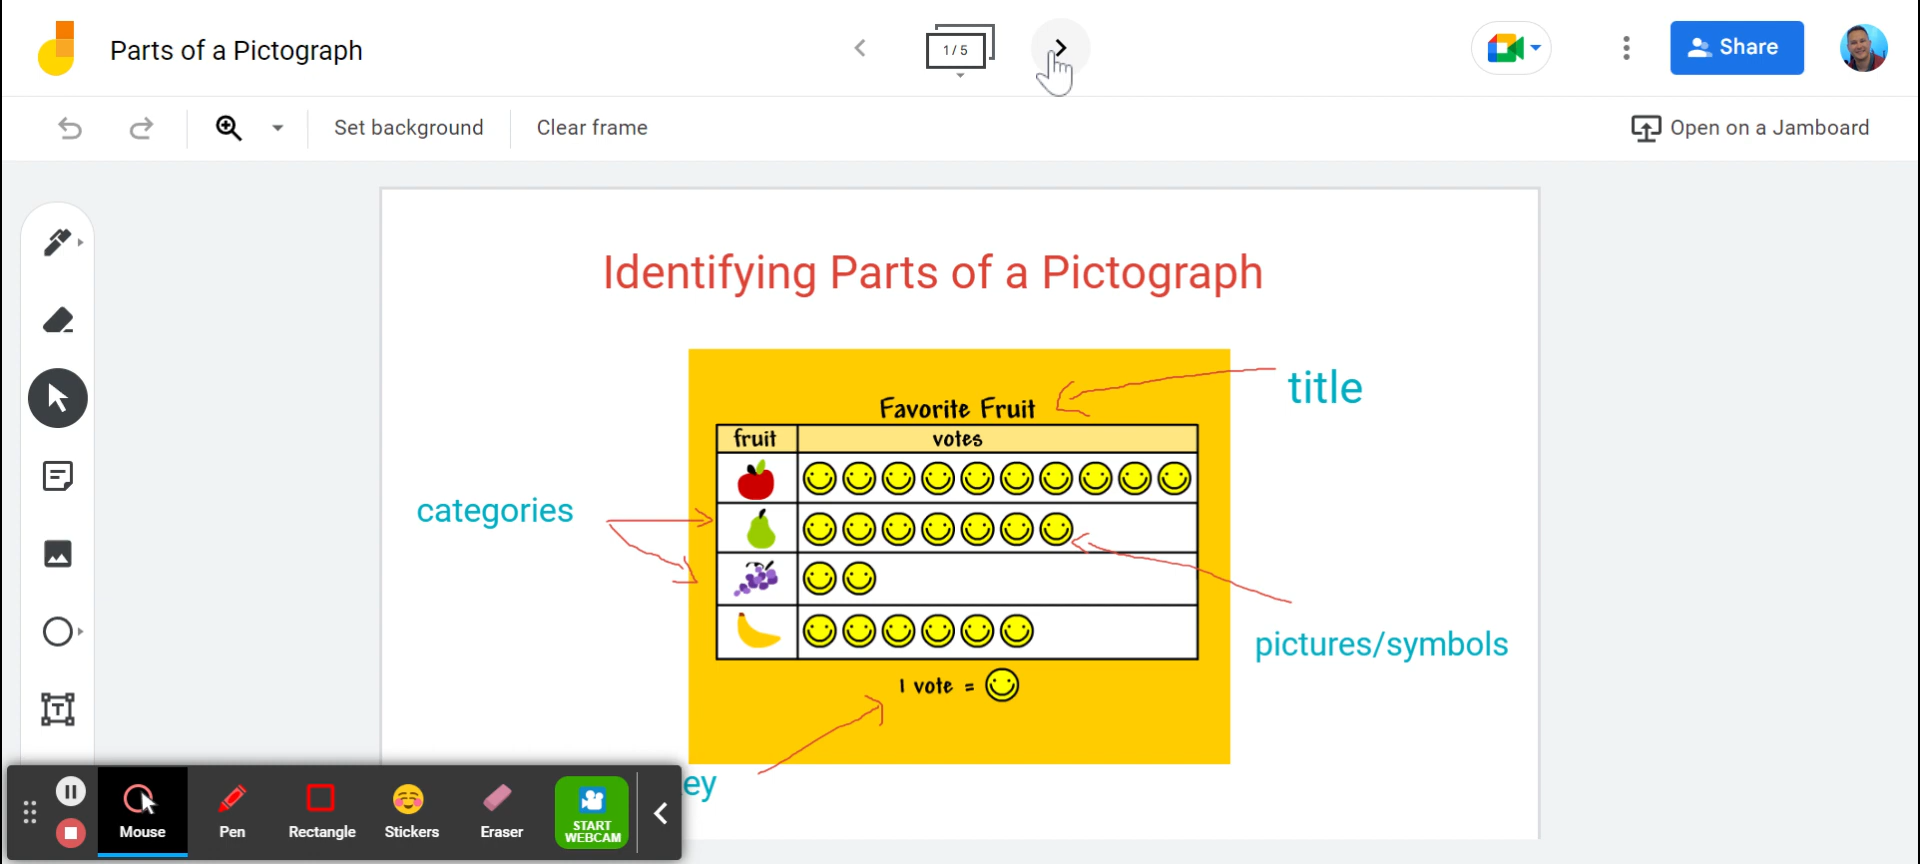 Parts of a Pictograph
1 / 5
Share
Set background
Clear frame
Open on a Jamboard
Identifying Parts of a Pictograph
title
Favorite Fruit
fruit votes
categories
pictures/symbols
1 vote =
ey
Mouse
Pen
Rectangle
Stickers
Eraser
START
WEBCAM